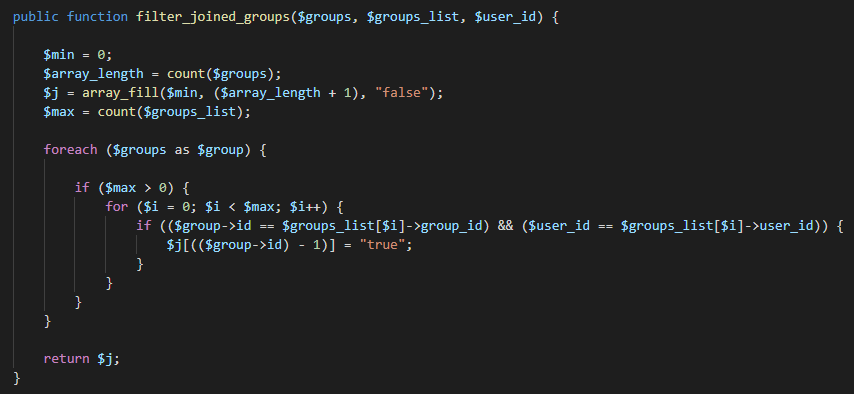 public function filter_joined_groups($groups, $groups_list, $user_id) {
$min = 0;
$array_length = count($groups);
$j = array_fill($min, ($array_length + 1), "false");
$max = count($groups_list);
foreach ($groups as $group) {
if ($max > 0) {
for ($i = 0; $i < $max; $i++) {
if (($group->id == $groups_list[$i]->group_id) && ($user_id == $groups_list[$i]->user_id)) {
$j[(($group->id) - 1)] = "true";
}
}
}
}
return $j;
}